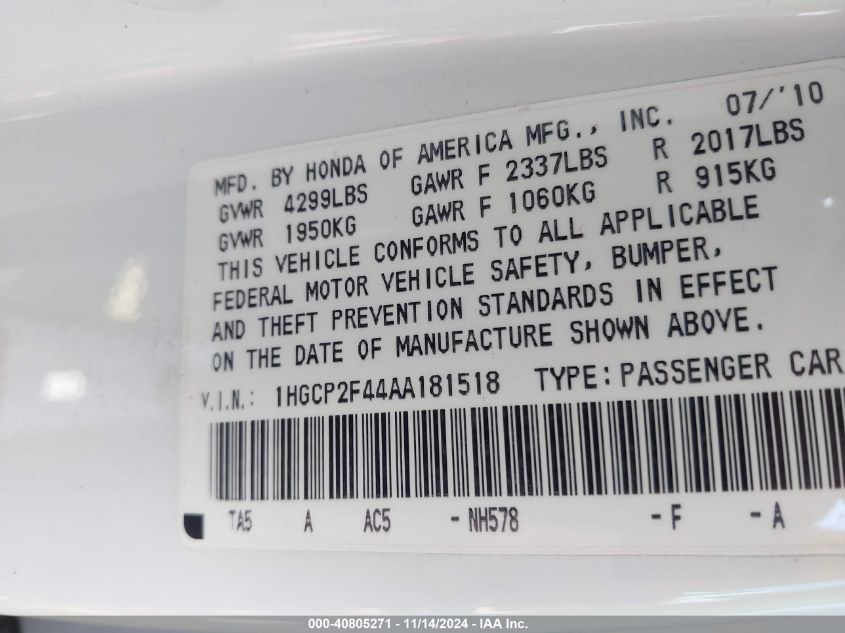 MFD. BY HONDA OF AMERICA MFG., INC. 07/'10
GVWR 4299LBS GAWR F 2337LBS R 2017LBS
GVWR 1950KG GAWR F 1060KG R 915KG
THIS VEHICLE CONFORMS TO ALL APPLICABLE
FEDERAL MOTOR VEHICLE SAFETY, BUMPER,
AND THEFT PREVENTION STANDARDS IN EFFECT
ON THE DATE OF MANUFACTURE SHOWN ABOVE.
V.I.N.: 1HGCP2F44AA181518 TYPE:PASSENGER CAR
TA5 A AC5 -NH578 -F -A
000-40805271 - 11/14/2024 - IAA Inc.